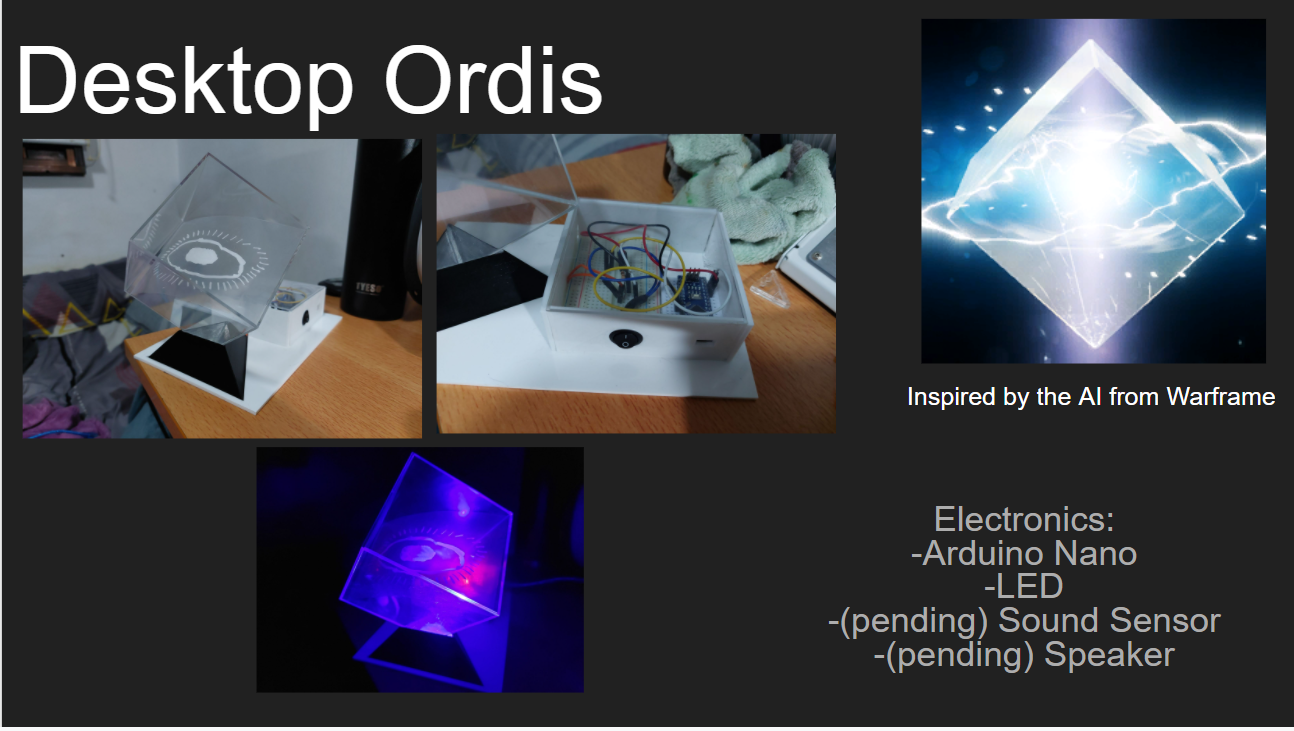 Desktop Ordis
Inspired by the AI from Warframe
Electronics:
-Arduino Nano
-LED
-(pending) Sound Sensor
-(pending) Speaker